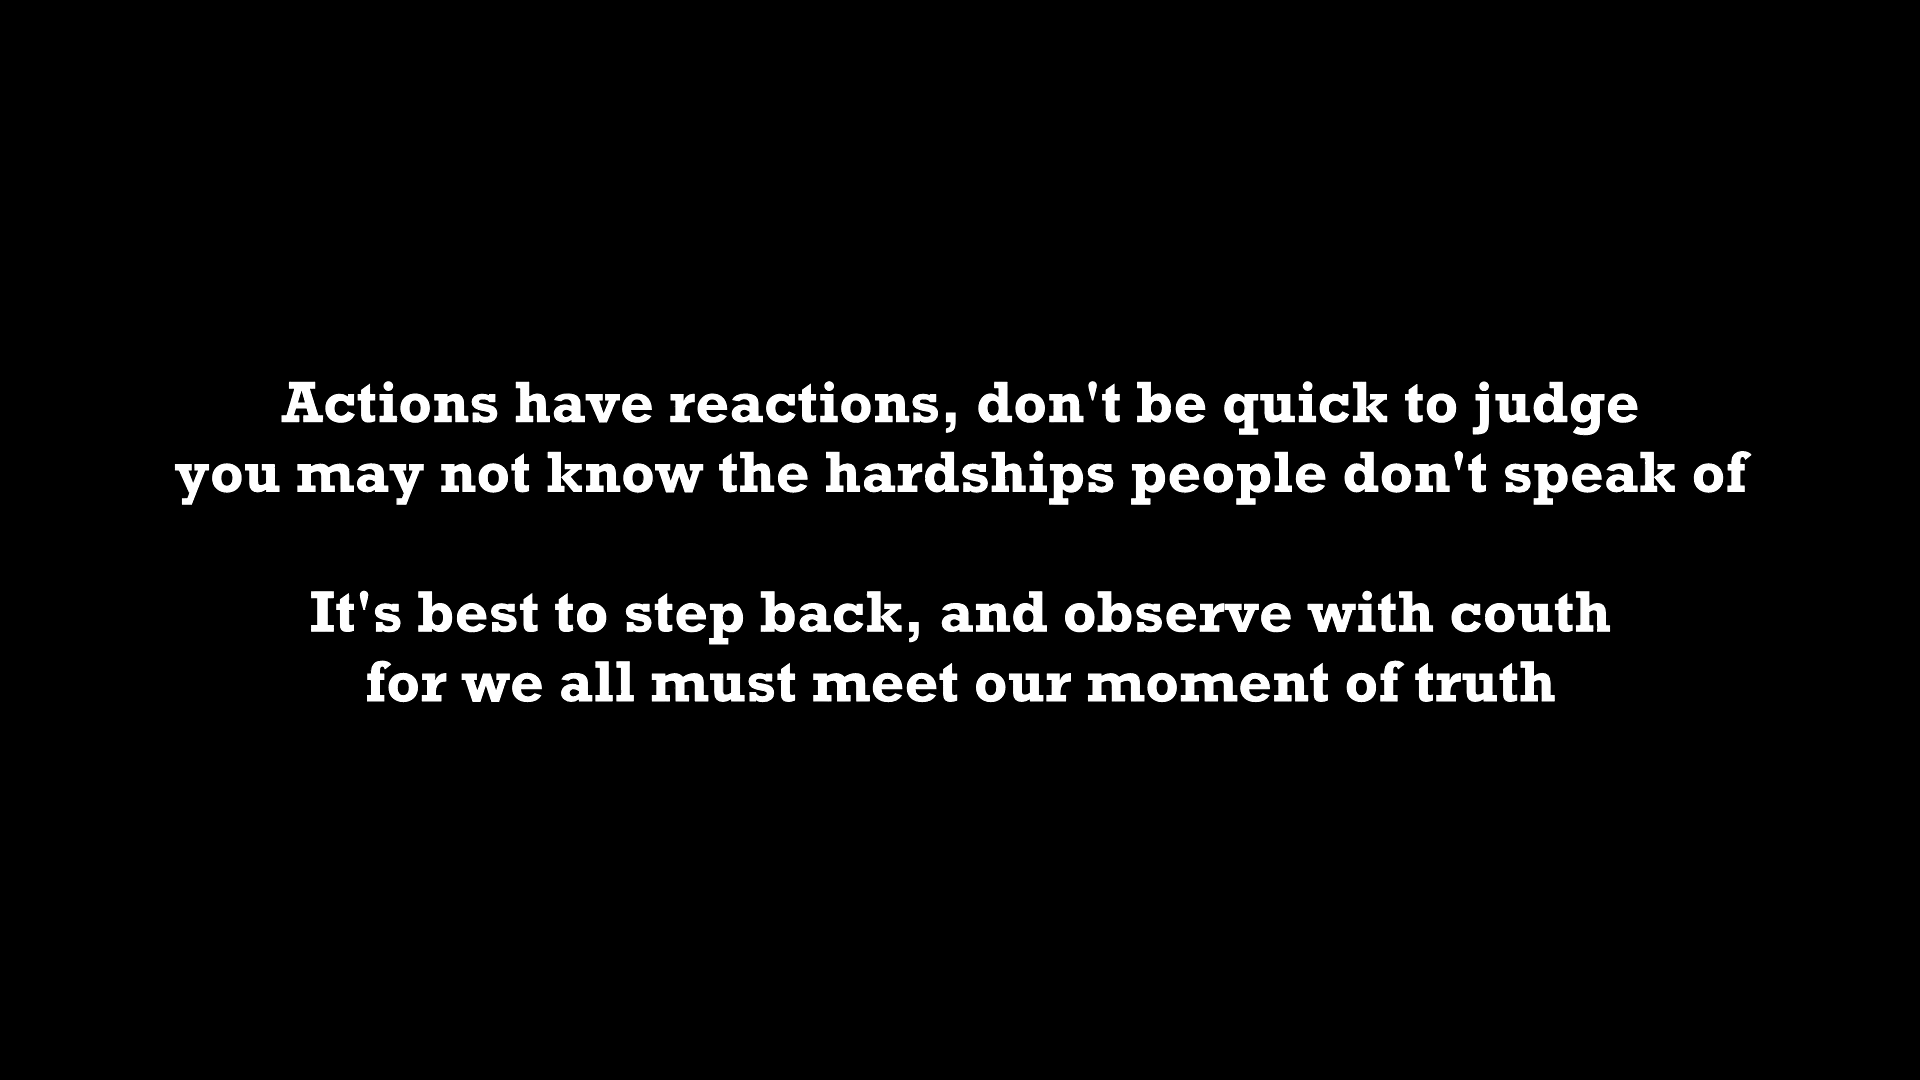 Actions have reactions, don't be quick to judge
you may not know the hardships people don't speak of
It's best to step back, and observe with couth
for we all must meet our moment of truth